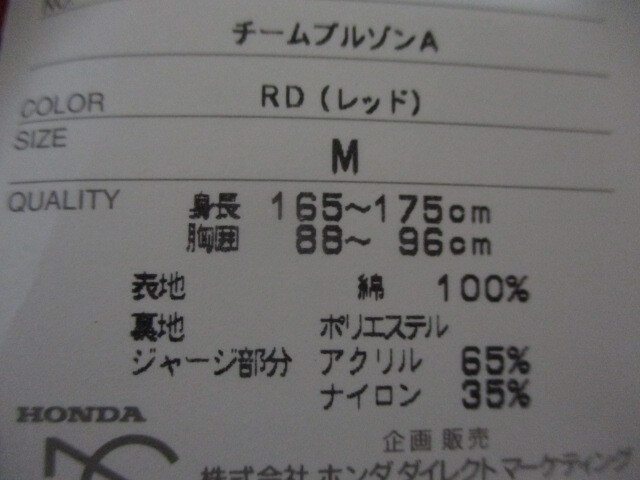 NO.
チームブルゾンA
COLOR RD(レッド)
SIZE M
QUALITY 身長 165~175cm
胸囲 88~ 96cm
表地 綿 100%
裏地 ポリエステル
ジャージ部分 アクリル 65%
ナイロン 35%
HONDA 企画販売
株式会社 ホンダダイレクトマーケティング